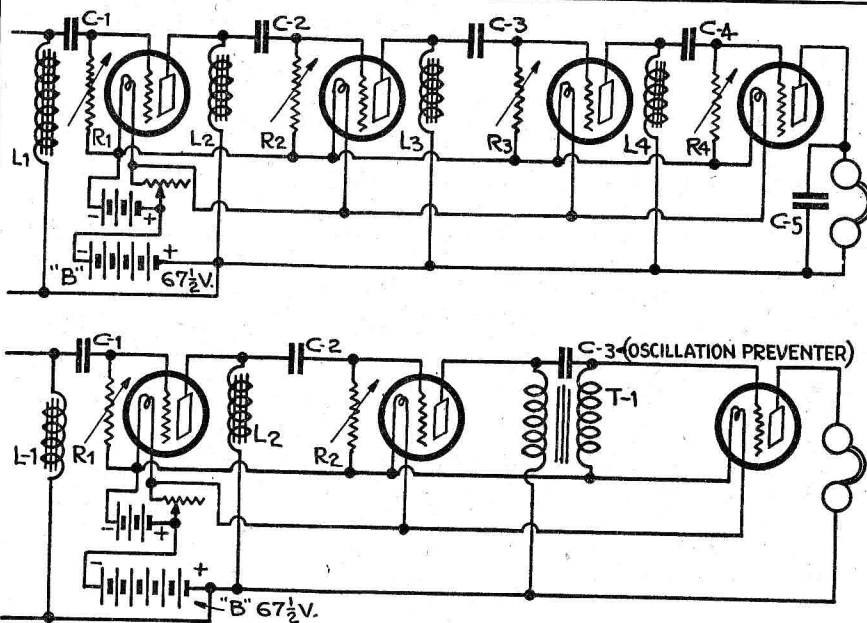 C-1
C-2
C-3
C-4
L1
R1
L2
R2
L3
R3
L4
R4
C-5
- +
- +
"B" 67½V.
C-1
C-2
C-3 (OSCILLATION PREVENTER)
L-1
R1
L2
R2
T-1
- +
- +
"B" 67½V.